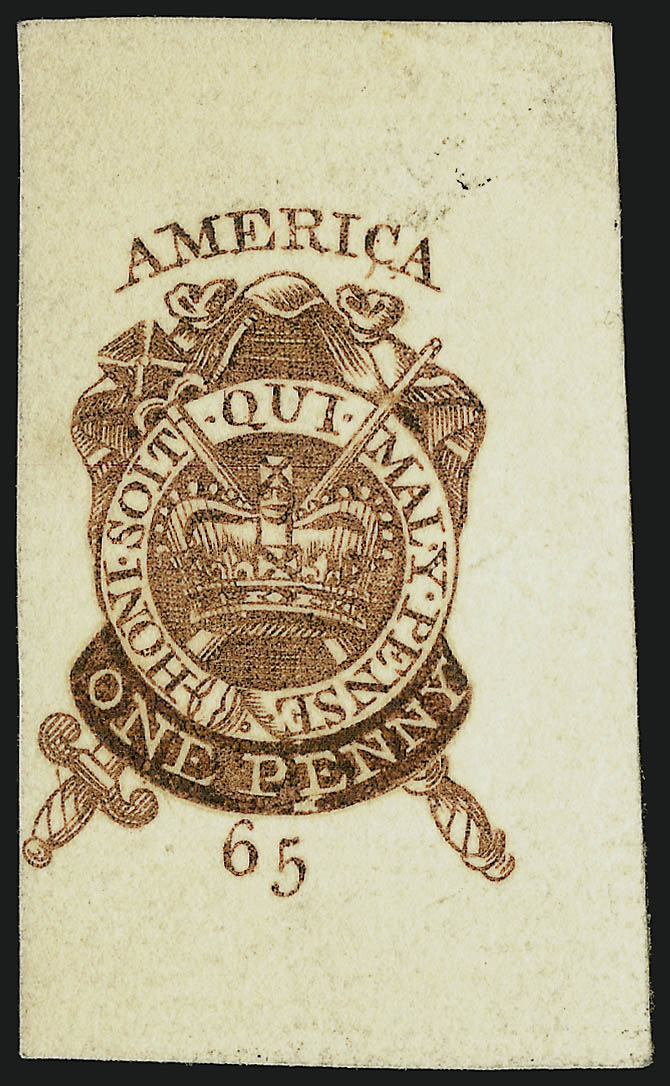 AMERICA
HONI · SOIT · QUI · MAL · Y · PENSE
ONE PENNY
65